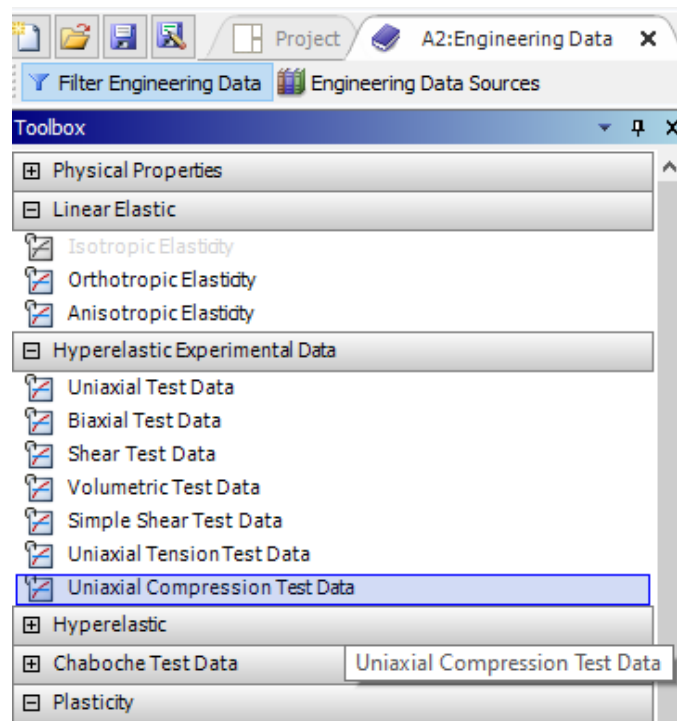 Project A2:Engineering Data
Filter Engineering Data Engineering Data Sources
Toolbox
Physical Properties
Linear Elastic
Isotropic Elasticity
Orthotropic Elasticity
Anisotropic Elasticity
Hyperelastic Experimental Data
Uniaxial Test Data
Biaxial Test Data
Shear Test Data
Volumetric Test Data
Simple Shear Test Data
Uniaxial Tension Test Data
Uniaxial Compression Test Data
Hyperelastic
Chaboche Test Data Uniaxial Compression Test Data
Plasticity